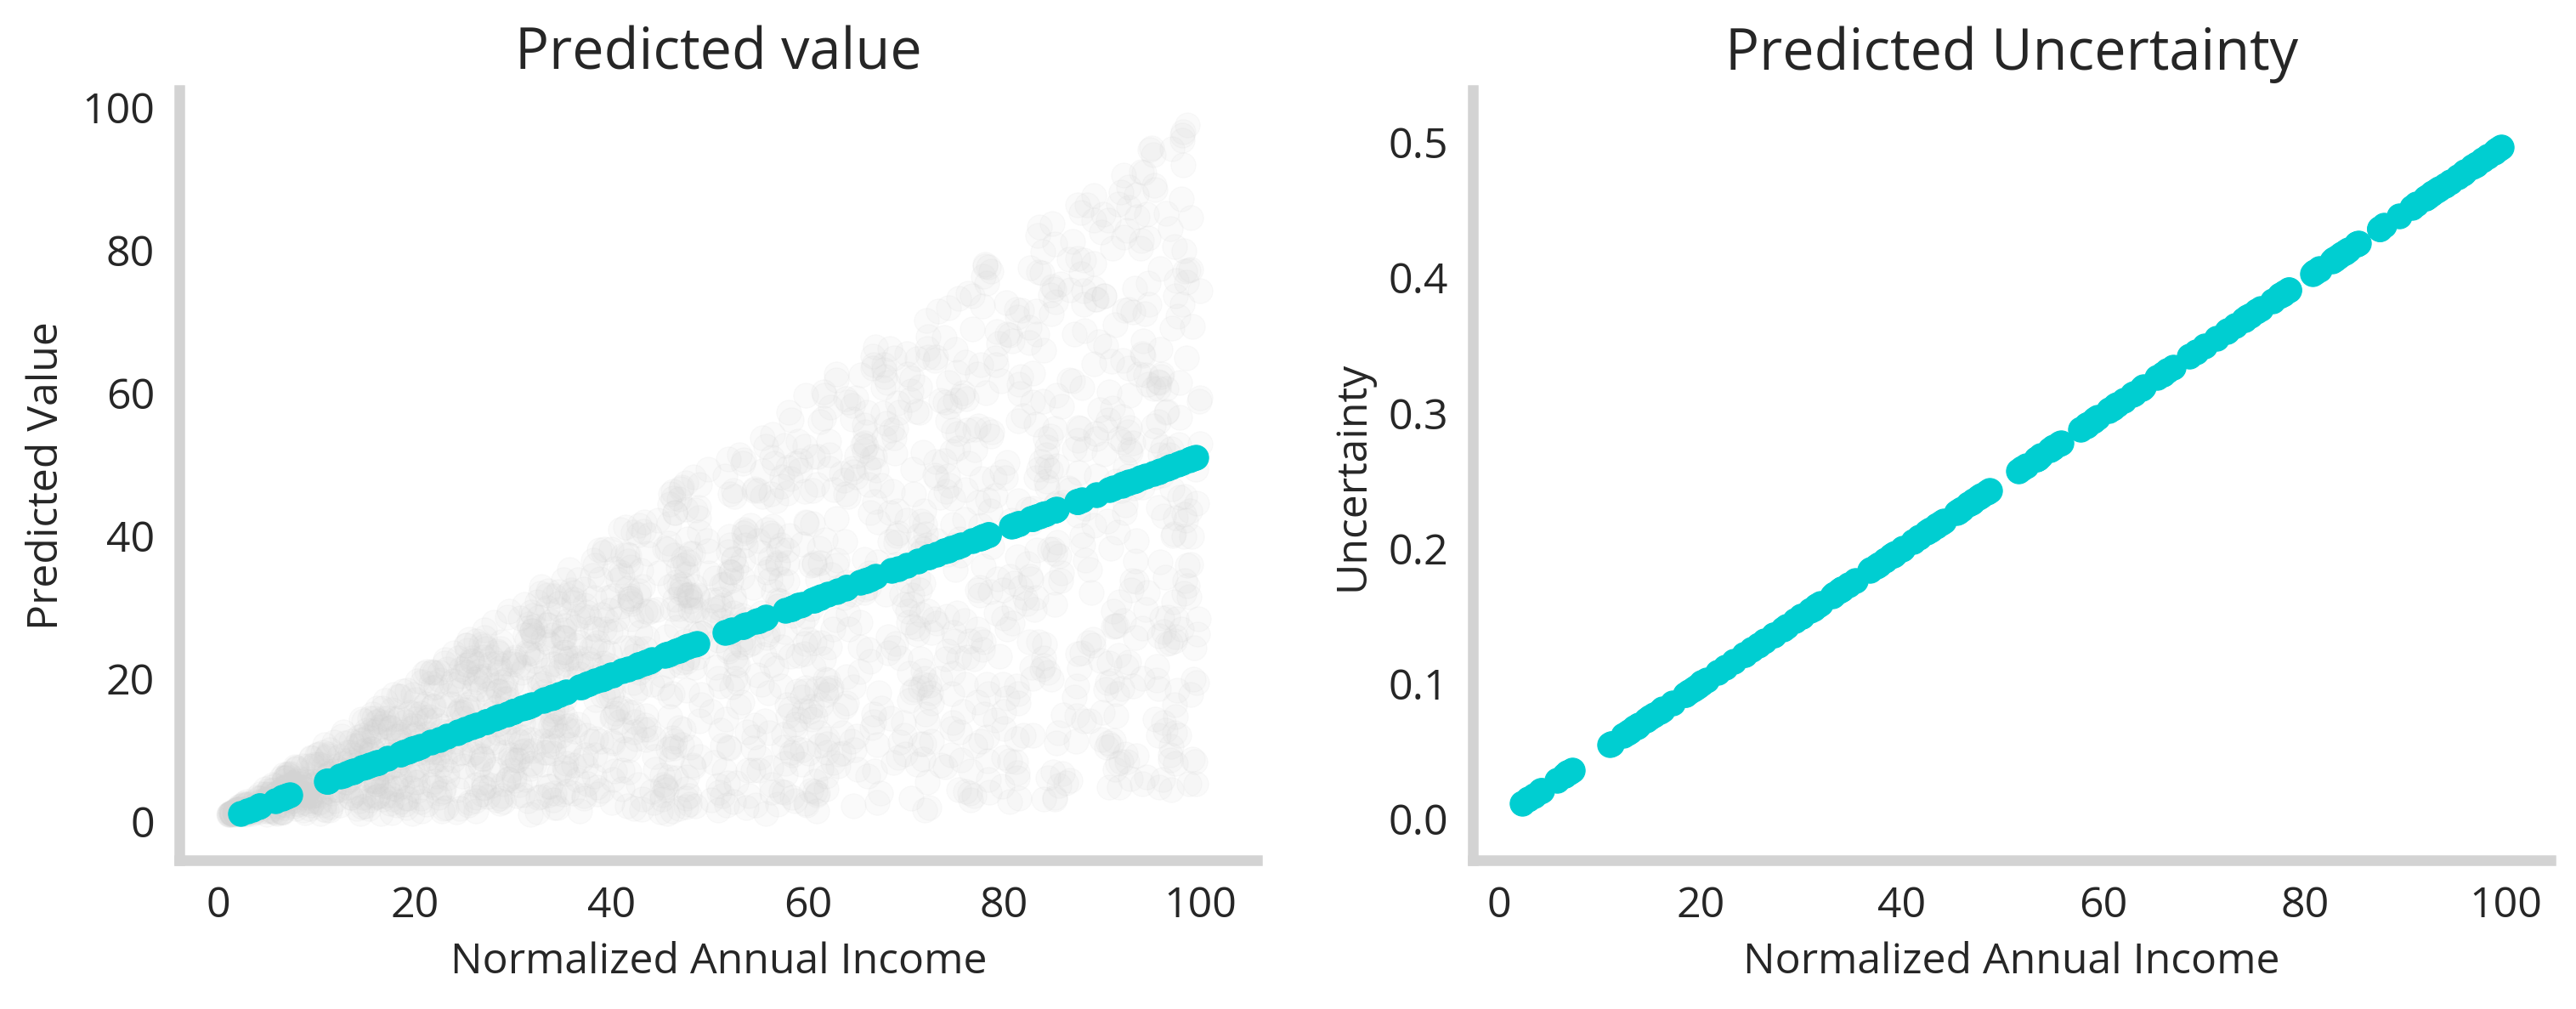 Predicted value
Predicted Value
100
80
60
40
20
0
0 20 40 60 80 100
Normalized Annual Income
Predicted Uncertainty
Uncertainty
0.5
0.4
0.3
0.2
0.1
0.0
0 20 40 60 80 100
Normalized Annual Income